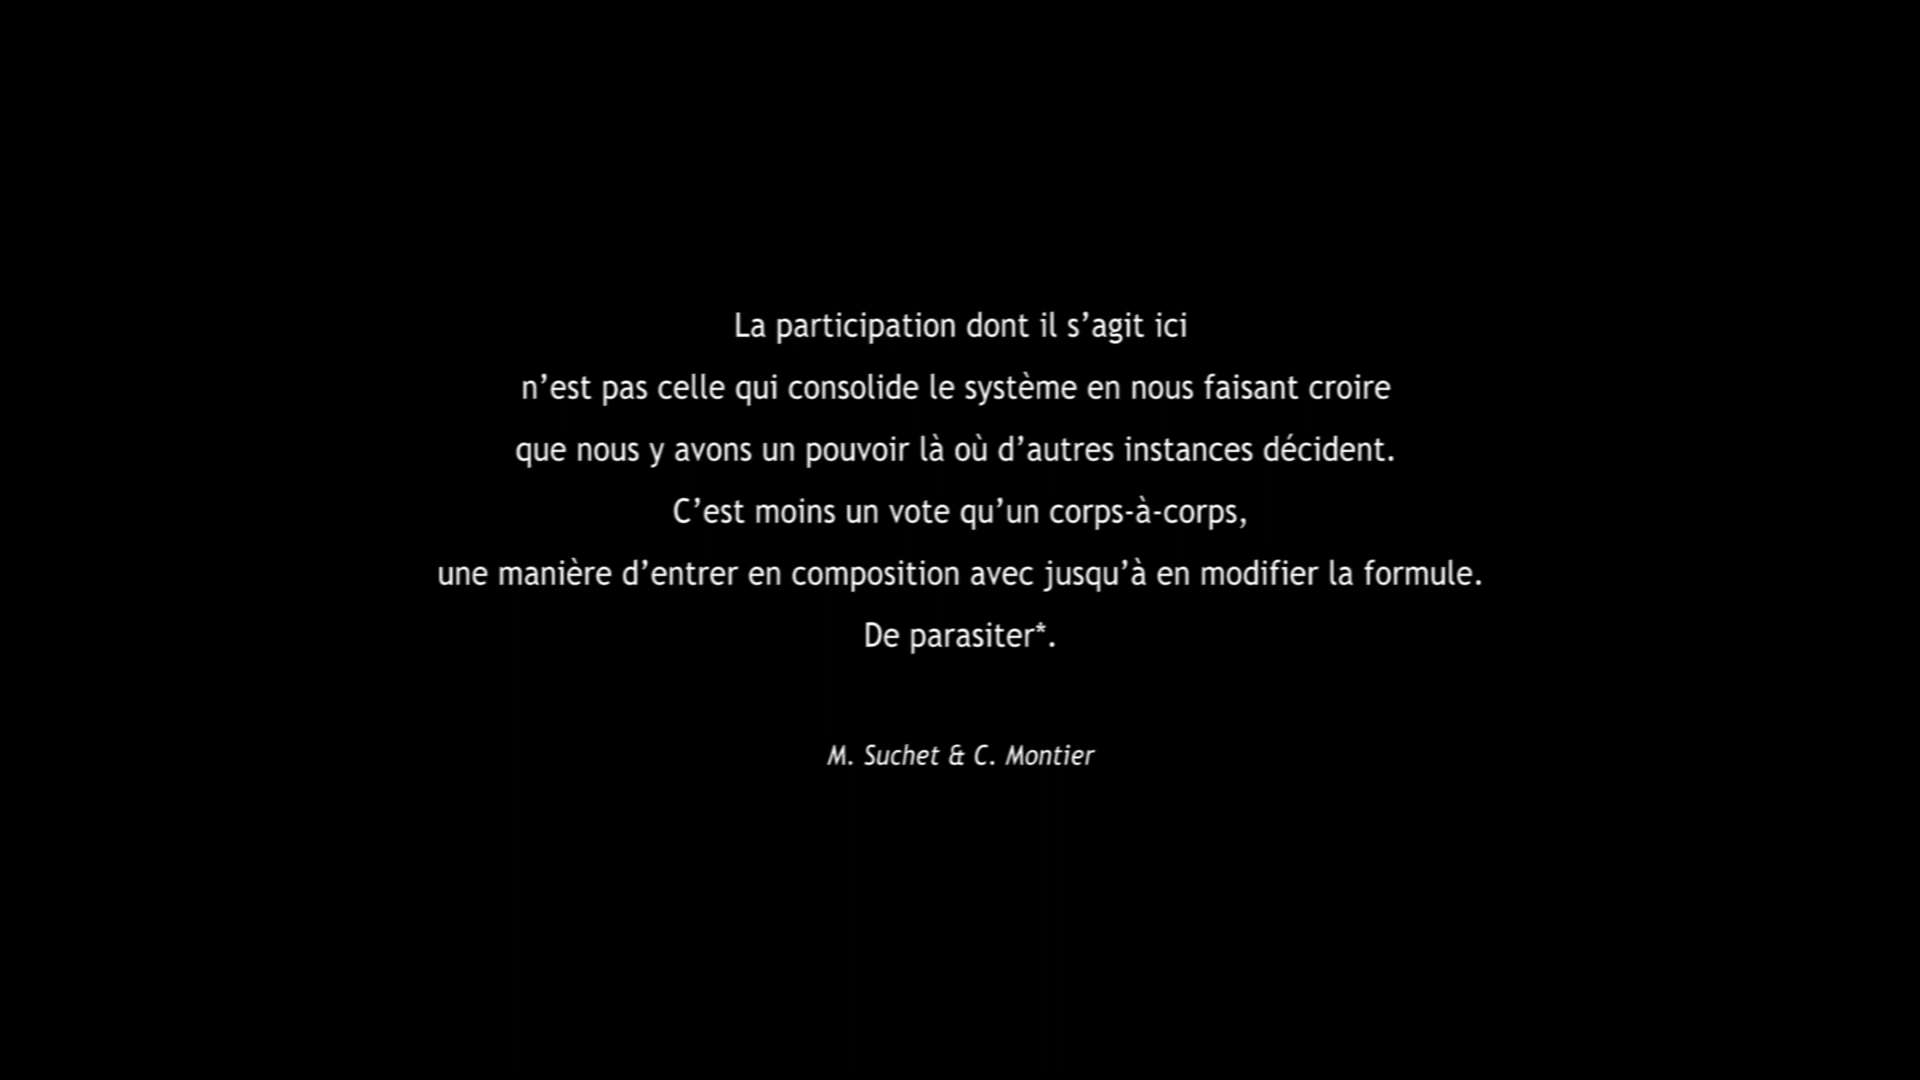 La participation dont il s’agit ici
n’est pas celle qui consolide le système en nous faisant croire
que nous y avons un pouvoir là où d’autres instances décident.
C’est moins un vote qu’un corps-à-corps,
une manière d’entrer en composition avec jusqu’à en modifier la formule.
De parasiter*.
M. Suchet & C. Montier